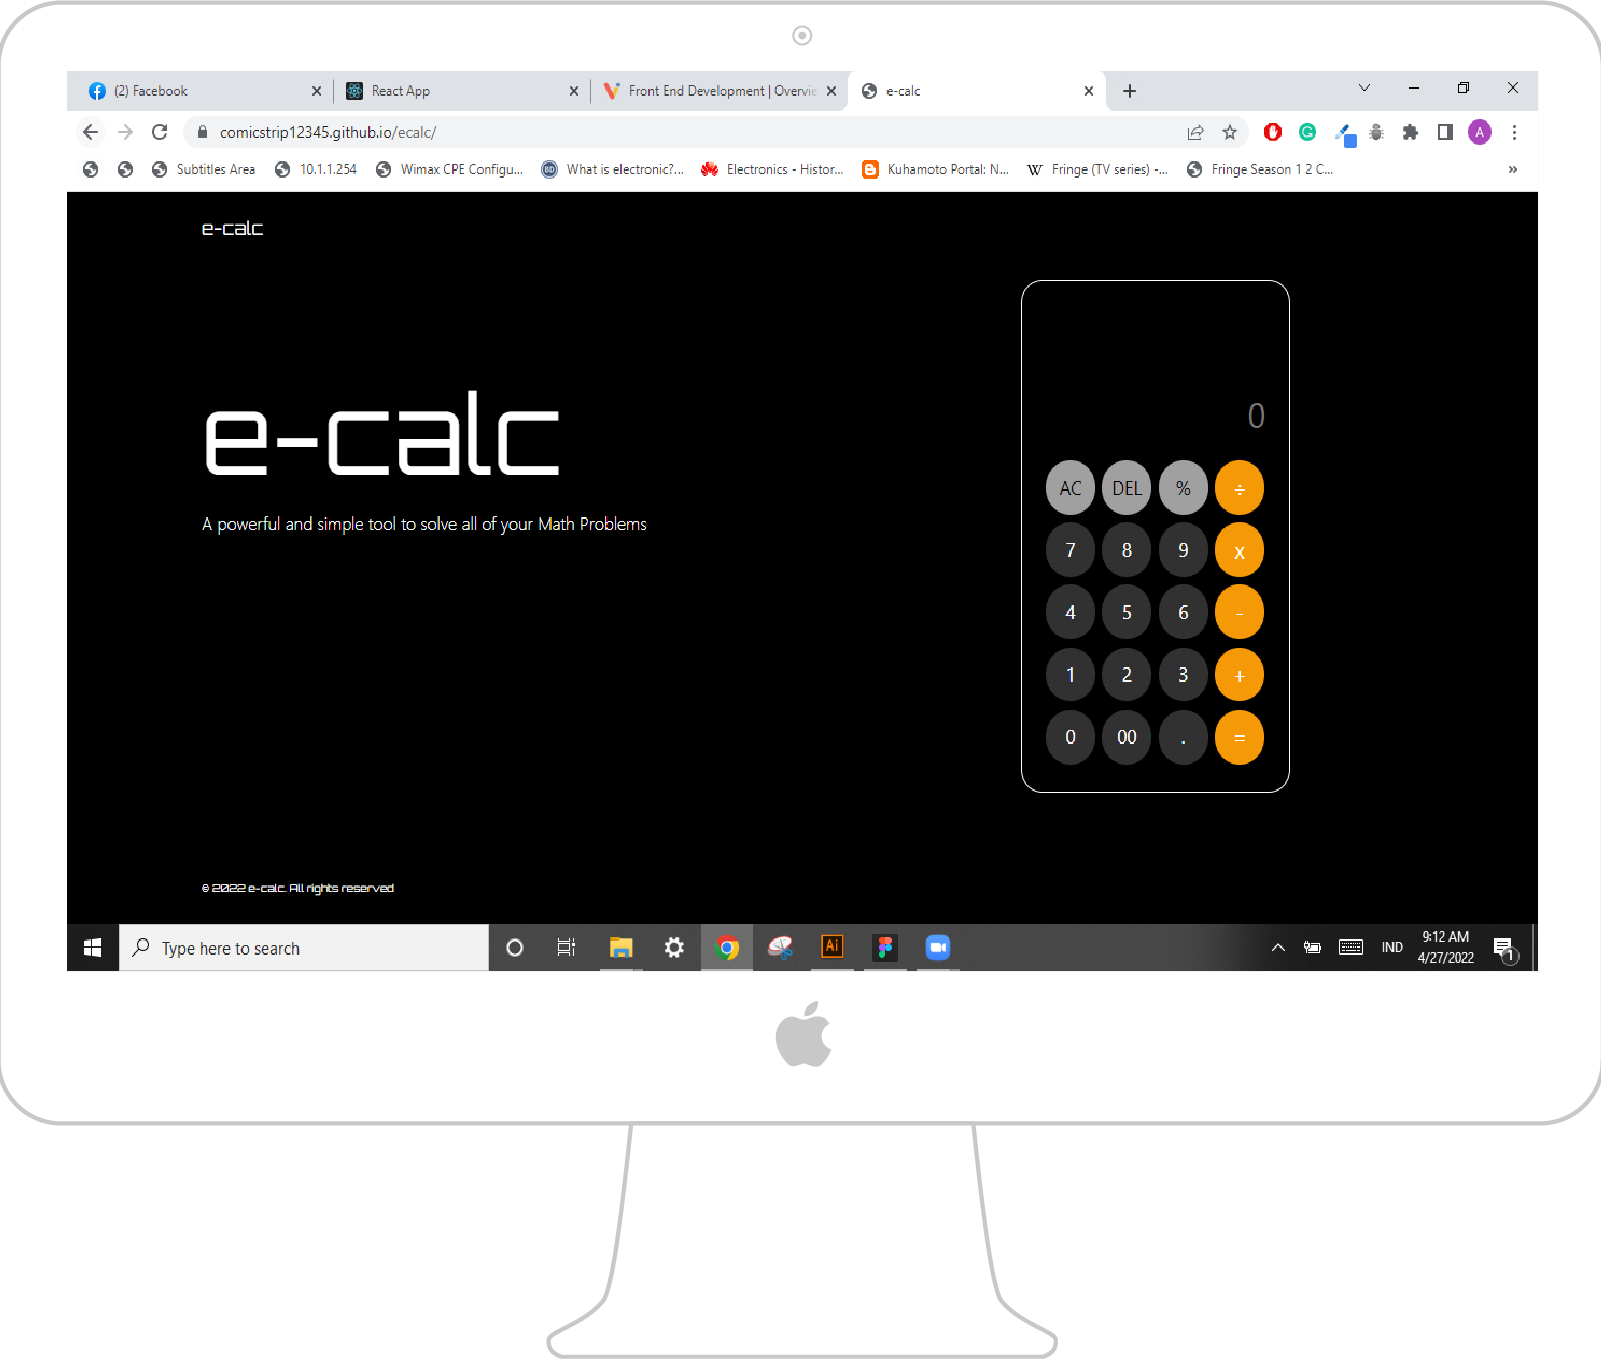 (2) Facebook
React App
Front End Development | Overvie
e-calc
comicstrip12345.github.io/ecalc/
A
Subtitles Area
10.1.1.254
Wimax CPE Configu...
What is electronic?...
Electronics - Histor...
Kuhamoto Portal: N...
Fringe (TV series) -...
Fringe Season 1 2 C...
»
e-calc
e-calc
A powerful and simple tool to solve all of your Math Problems
0
AC DEL % ÷
7 8 9 x
4 5 6 -
1 2 3 +
0 00 . =
© 2022 e-calc. All rights reserved
Type here to search
Ai
IND
9:12 AM
4/27/2022
1